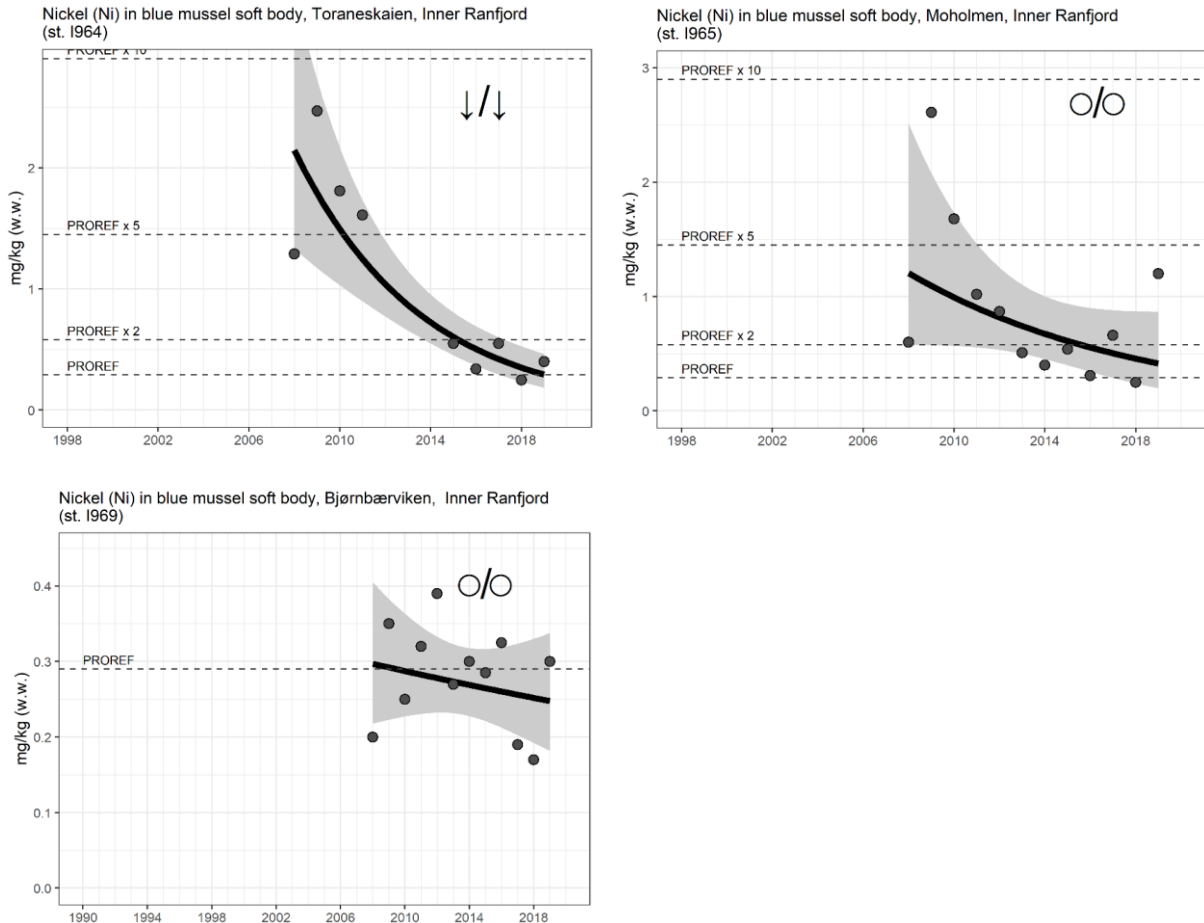 Nickel (Ni) in blue mussel soft body, Toraneskaien, Inner Ranfjord
(st. I964)
PROREF x 10
↓/↓
2
PROREF x 5
mg/kg (w.w.)
1
PROREF x 2
PROREF
0
1998 2002 2006 2010 2014 2018
Nickel (Ni) in blue mussel soft body, Moholmen, Inner Ranfjord
(st. I965)
3
PROREF x 10
○/○
2
PROREF x 5
mg/kg (w.w.)
1
PROREF x 2
PROREF
0
1998 2002 2006 2010 2014 2018
Nickel (Ni) in blue mussel soft body, Bjørnbærviken, Inner Ranfjord
(st. I969)
○/○
0.4
PROREF
0.3
mg/kg (w.w.)
0.2
0.1
0.0
1990 1994 1998 2002 2006 2010 2014 2018